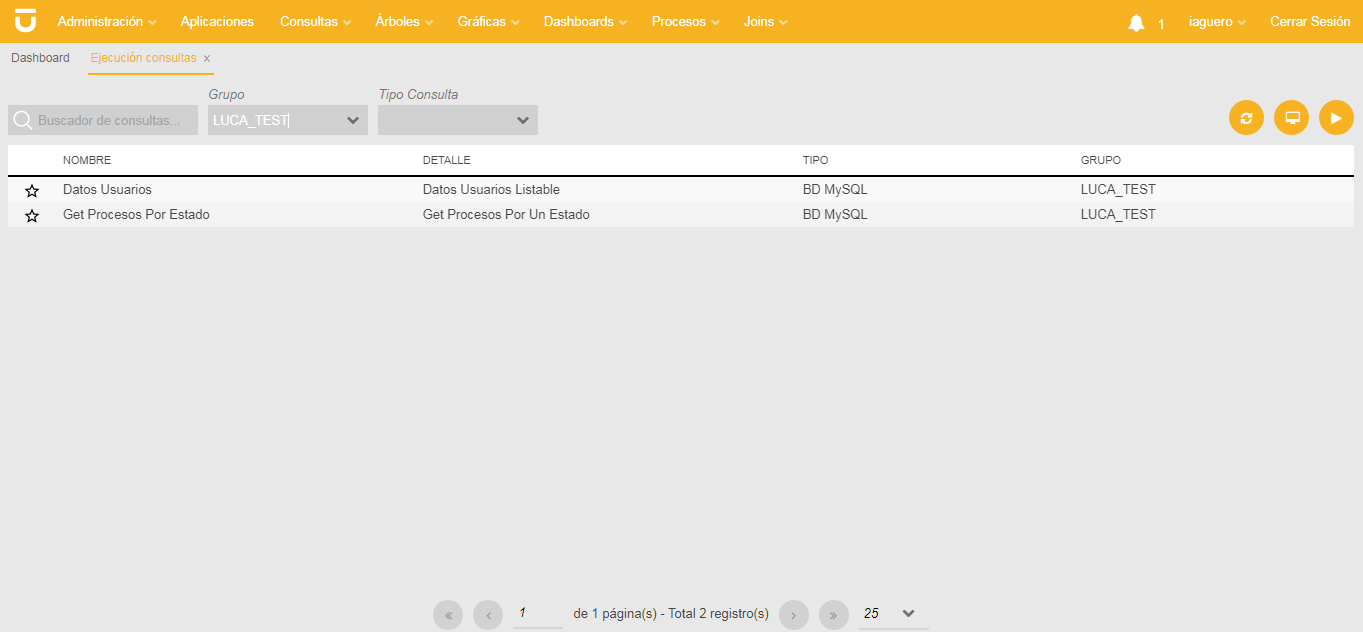 Administración Aplicaciones Consultas Árboles Gráficas Dashboards Procesos Joins 1 iaguero Cerrar Sesión
Dashboard Ejecución consultas x
Grupo Tipo Consulta
Buscador de consultas... LUCA_TEST
NOMBRE DETALLE TIPO GRUPO
Datos Usuarios Datos Usuarios Listable BD MySQL LUCA_TEST
Get Procesos Por Estado Get Procesos Por Un Estado BD MySQL LUCA_TEST
« ‹ 1 de 1 página(s) - Total 2 registro(s) › » 25